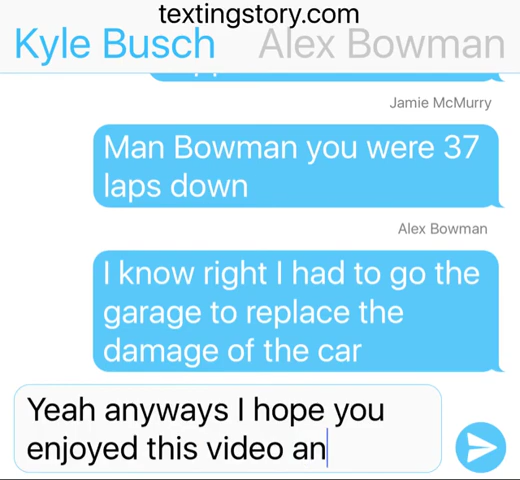 textingstory.com
Kyle Busch Alex Bowman
Jamie McMurry
Man Bowman you were 37
laps down
Alex Bowman
I know right I had to go the
garage to replace the
damage of the car
Yeah anyways I hope you
enjoyed this video an